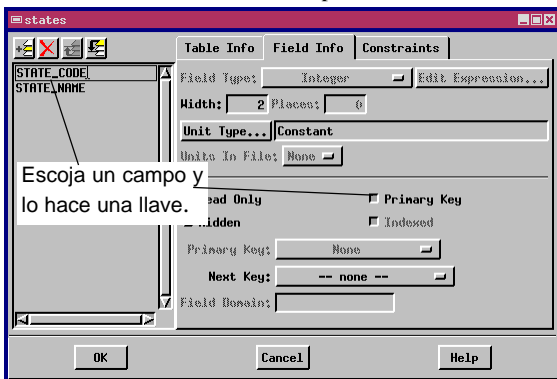 states
Table Info Field Info Constraints
STATE_CODE
STATE_NAME
Field Type: Integer Edit Expression...
Width: 2 Places: 0
Unit Type... Constant
Units In File: None
Escoja un campo y
lo hace una llave.
Read Only Primary Key
Hidden Indexed
Primary Key: None
Next Key: -- none --
Field Domain:
OK Cancel Help